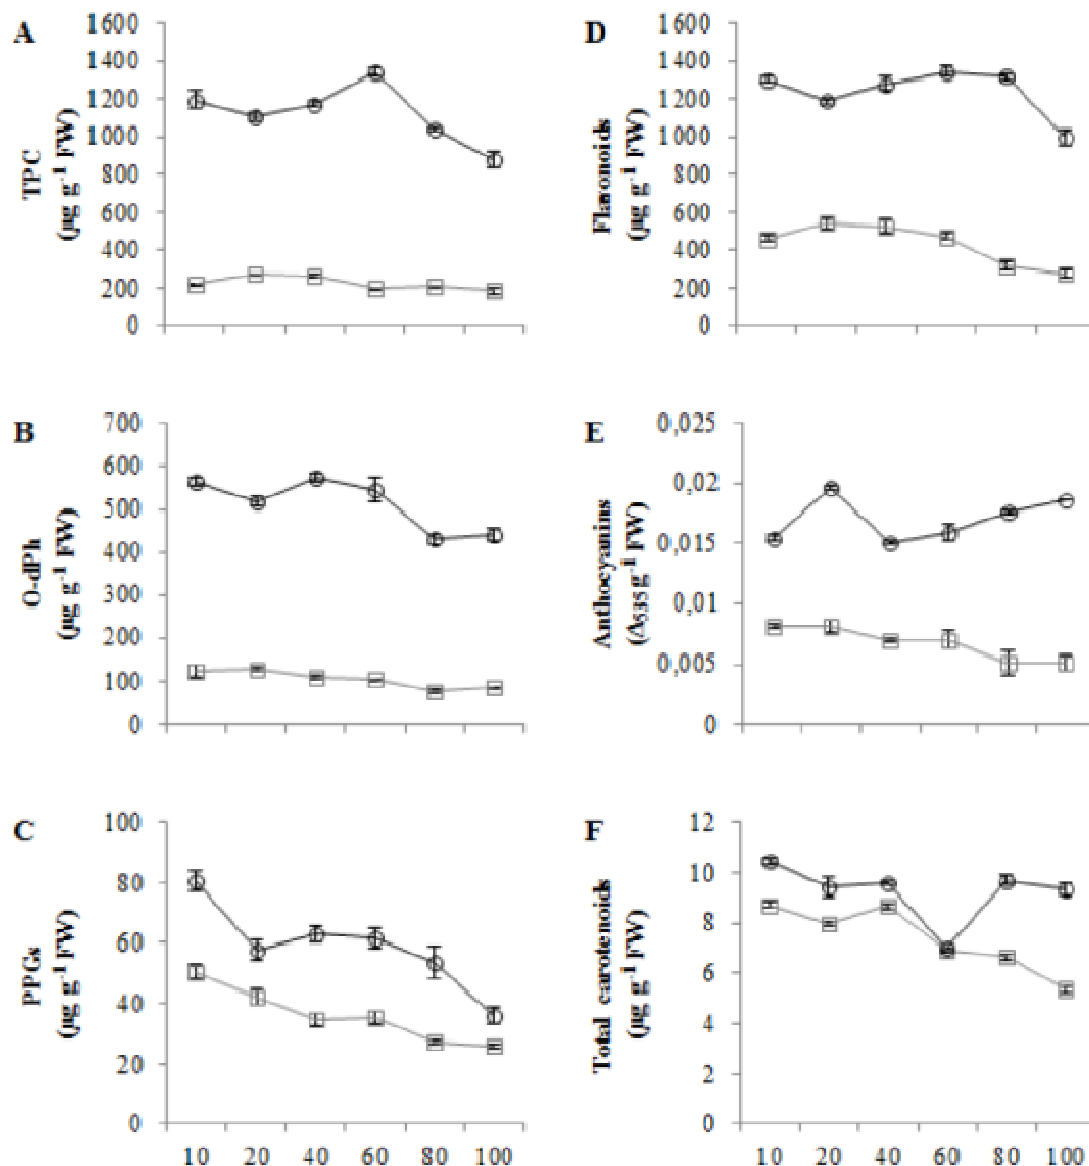 A
TPC
(µg g-1 FW)
1600
1400
1200
1000
800
600
400
200
0
D
Flavonoids
(µg g-1 FW)
1600
1400
1200
1000
800
600
400
200
0
B
O-dPh
(µg g-1 FW)
700
600
500
400
300
200
100
0
E
Anthocyanins
(Δ535g-1 FW)
0,025
0,02
0,015
0,01
0,005
0
C
PPGs
(µg g-1 FW)
100
80
60
40
20
0
10 20 40 60 80 100
F
Total carotenoids
(µg g-1 FW)
12
10
8
6
4
2
0
10 20 40 60 80 100